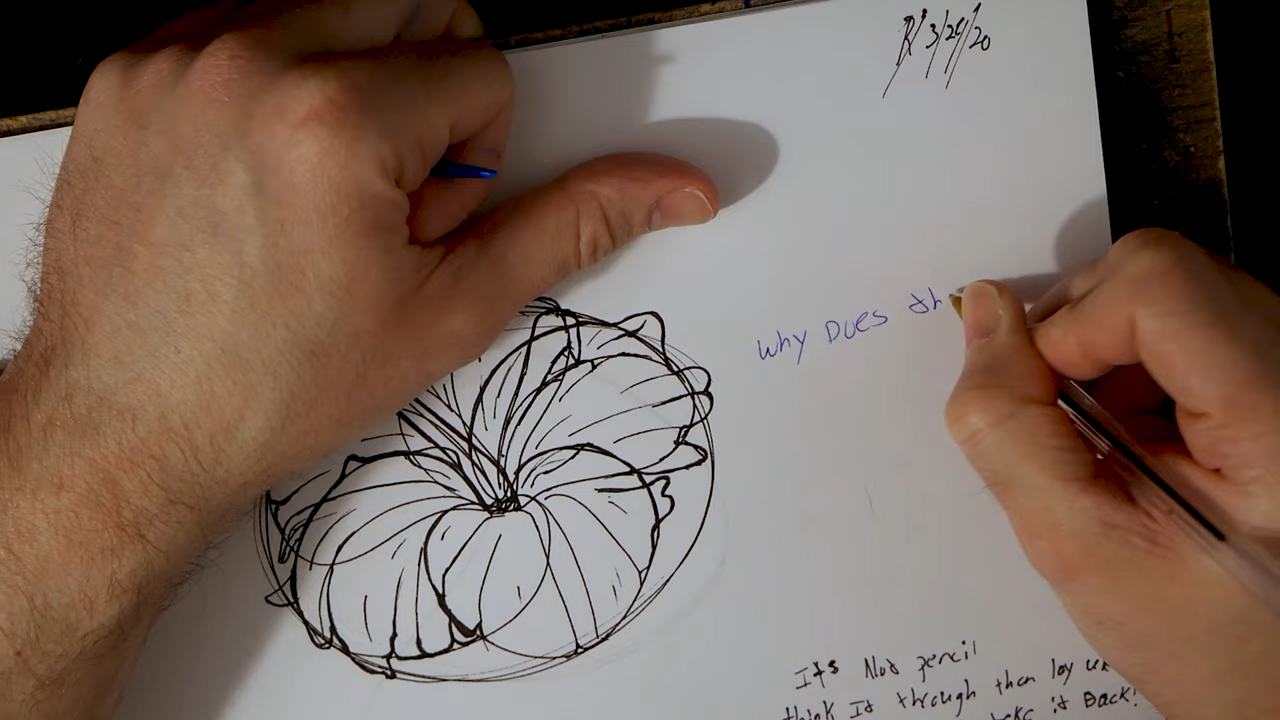 3/29/20
Why Does th
It's Not pencil
think It through then lay
it Back!